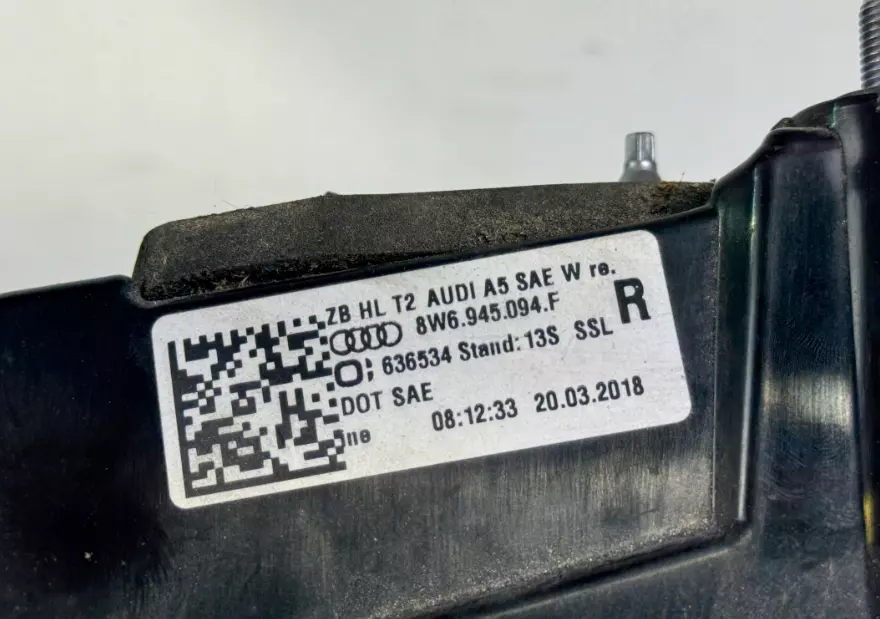 ZB HL T2 AUDI A5 SAE W re.
8W6.945.094.F R
636534 Stand: 13S SSL
DOT SAE
08:12:33 20.03.2018